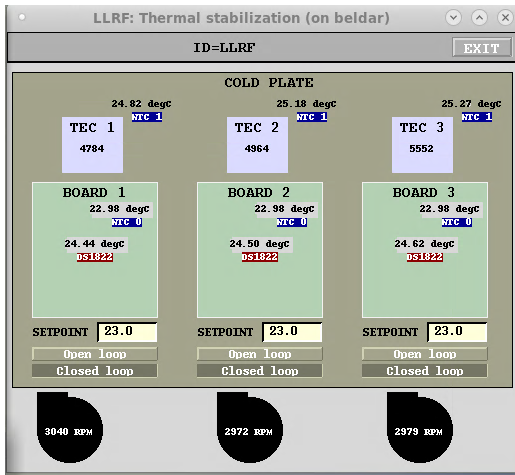 LLRF: Thermal stabilization (on beldar)
ID=LLRF EXIT
COLD PLATE
24.82 degC 25.18 degC 25.27 degC
NTC 1 NTC 1 NTC 1
TEC 1 TEC 2 TEC 3
4784 4964 5552
BOARD 1 BOARD 2 BOARD 3
22.98 degC 22.98 degC 22.98 degC
NTC 0 NTC 0 NTC 0
24.44 degC 24.50 degC 24.62 degC
DS1822 DS1822 DS1822
SETPOINT 23.0 SETPOINT 23.0 SETPOINT 23.0
Open loop Open loop Open loop
Closed loop Closed loop Closed loop
3040 RPM 2972 RPM 2979 RPM